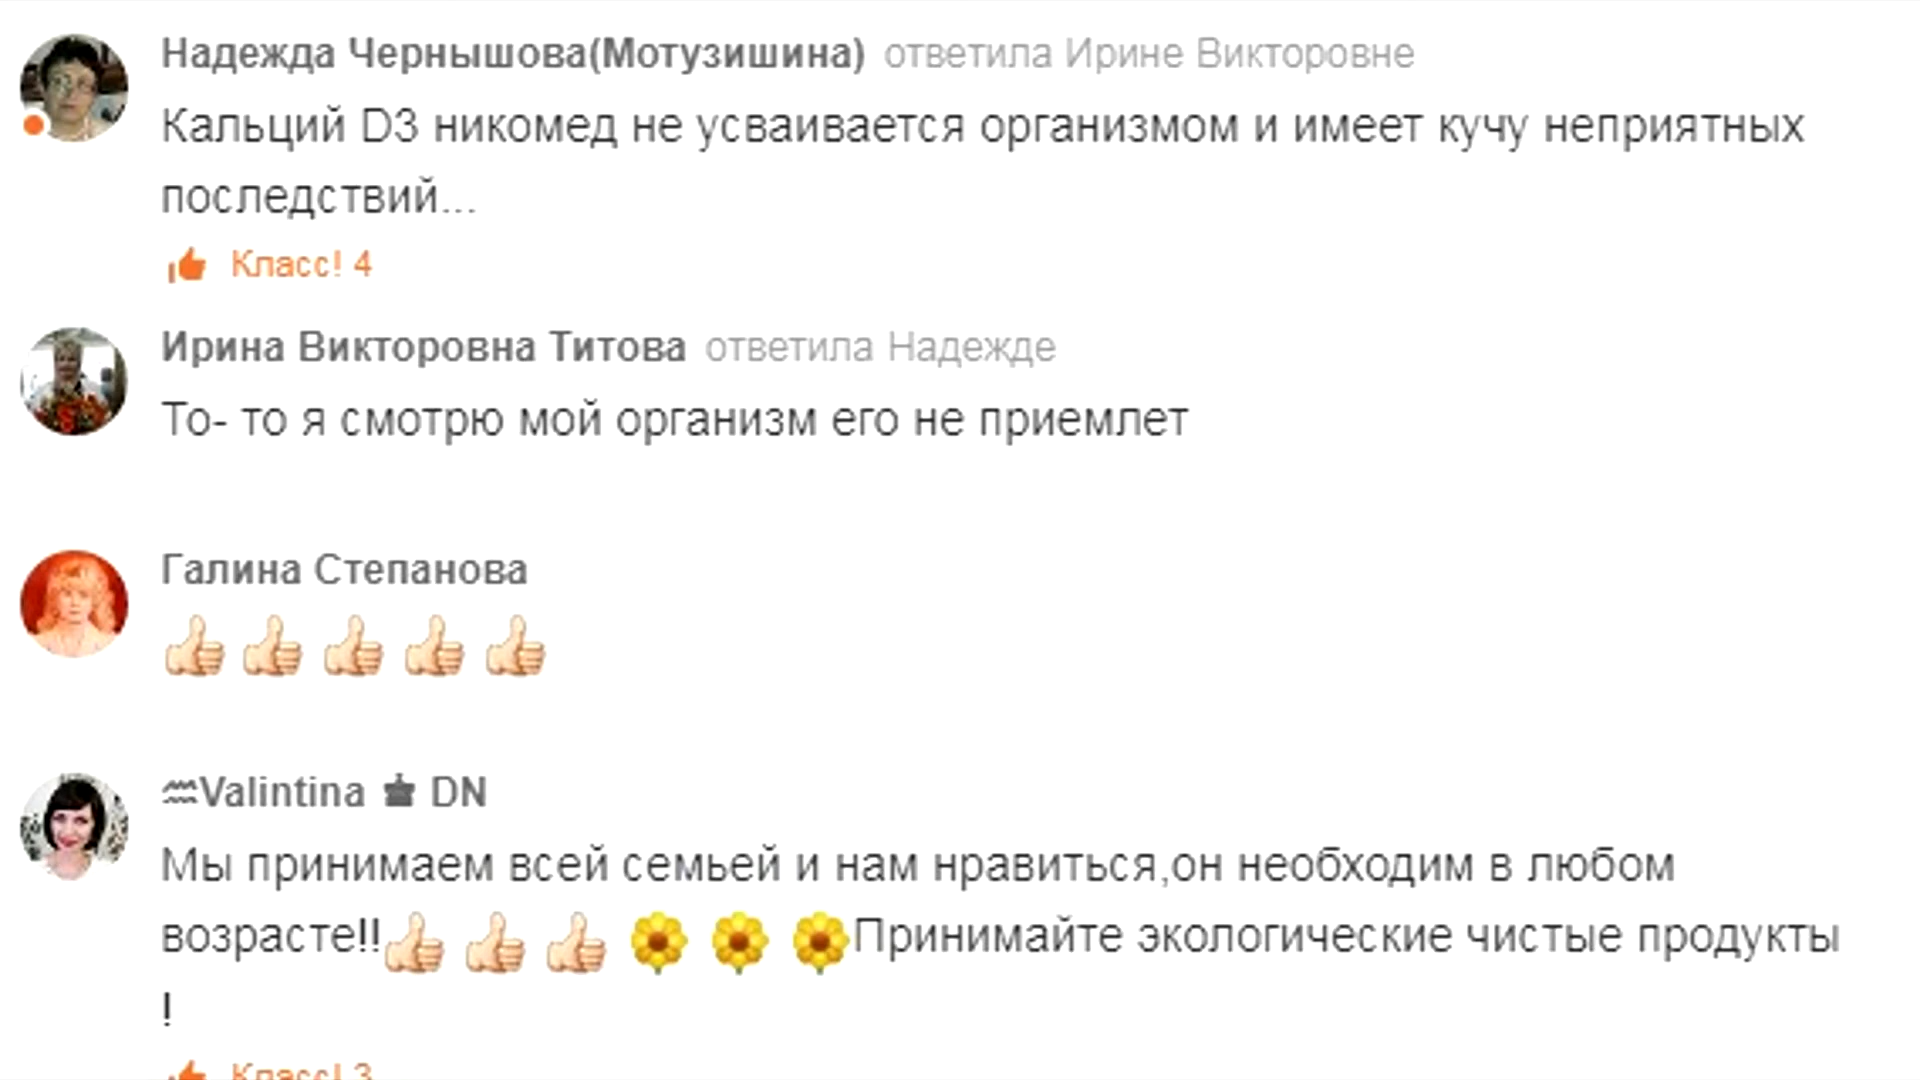 Надежда Чернышова(Мотузишина) ответила Ирине Викторовне
Кальций D3 никомед не усваивается организмом и имеет кучу неприятных
последствий...
Класс! 4
Ирина Викторовна Титова ответила Надежде
То- то я смотрю мой организм его не приемлет
Галина Степанова
👍🏻 👍🏻 👍🏻 👍🏻 👍🏻
♒Valintina ♚ DN
Мы принимаем всей семьей и нам нравиться,он необходим в любом
возрасте!!👍🏻 👍🏻 👍🏻 🌻 🌻 🌻Принимайте экологические чистые продукты
!
Класс! 3